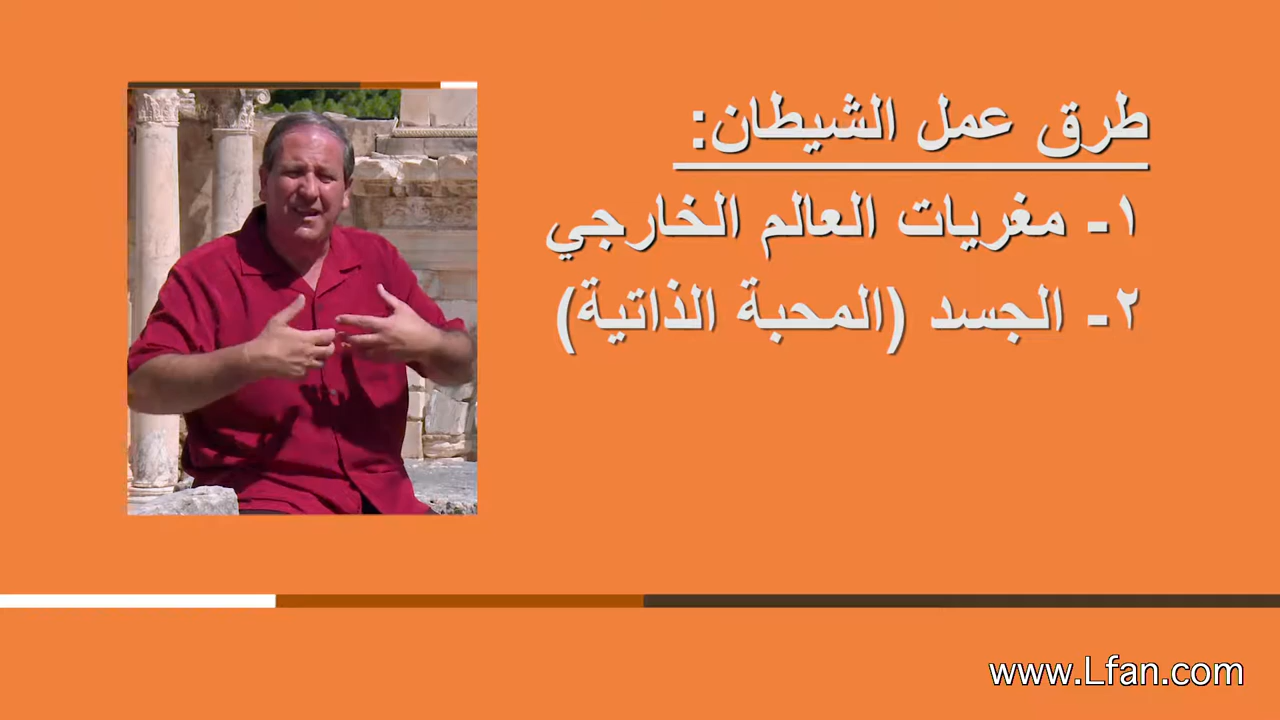 طرق عمل الشيطان:
١- مغريات العالم الخارجي
٢- الجسد (المحبة الذاتية)
www.Lfan.com